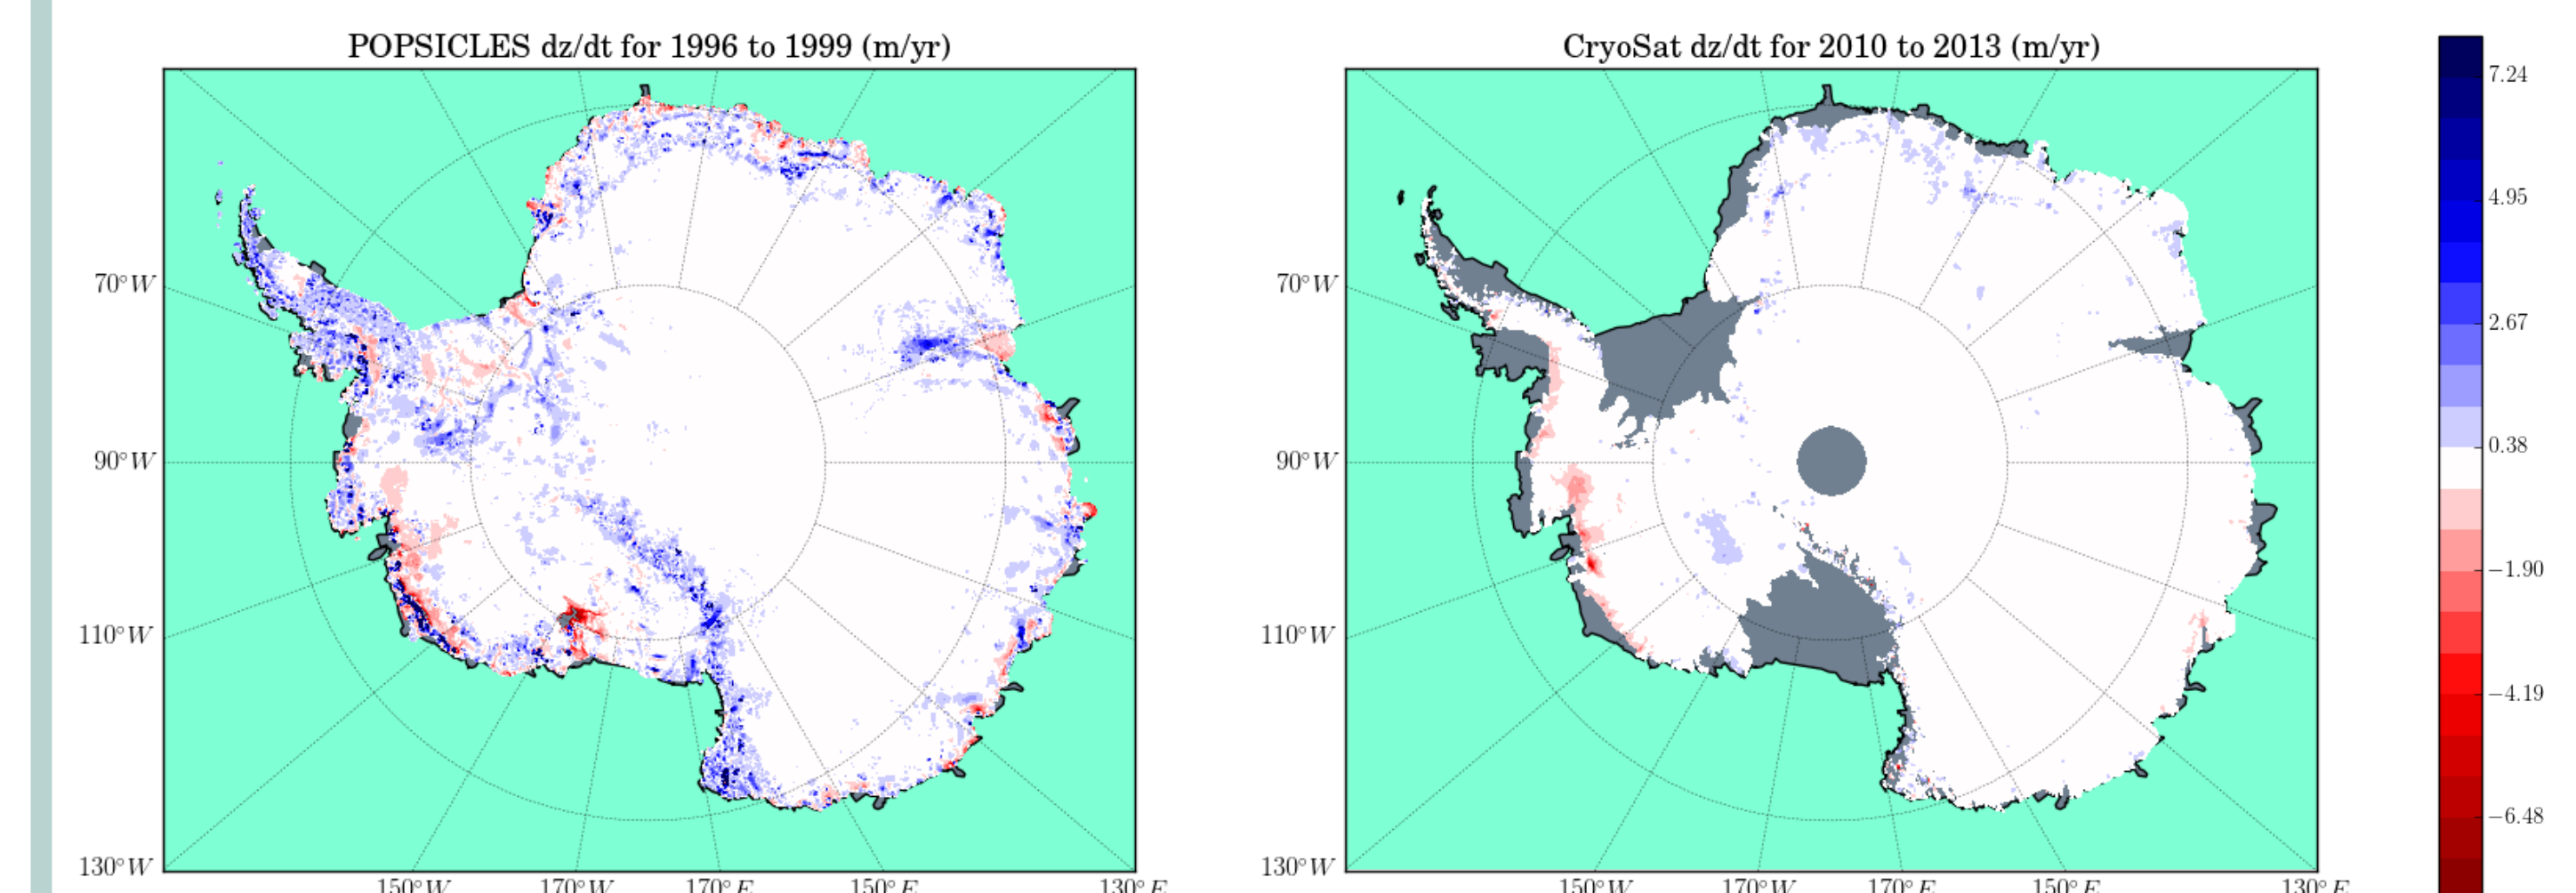 POPSICLES dz/dt for 1996 to 1999 (m/yr)
70°W
90°W
110°W
130°W
150°W 170°W 170°E 150°E 130°E
CryoSat dz/dt for 2010 to 2013 (m/yr)
70°W
90°W
110°W
130°W
150°W 170°W 170°E 150°E 130°E
7.24
4.95
2.67
0.38
−1.90
−4.19
−6.48